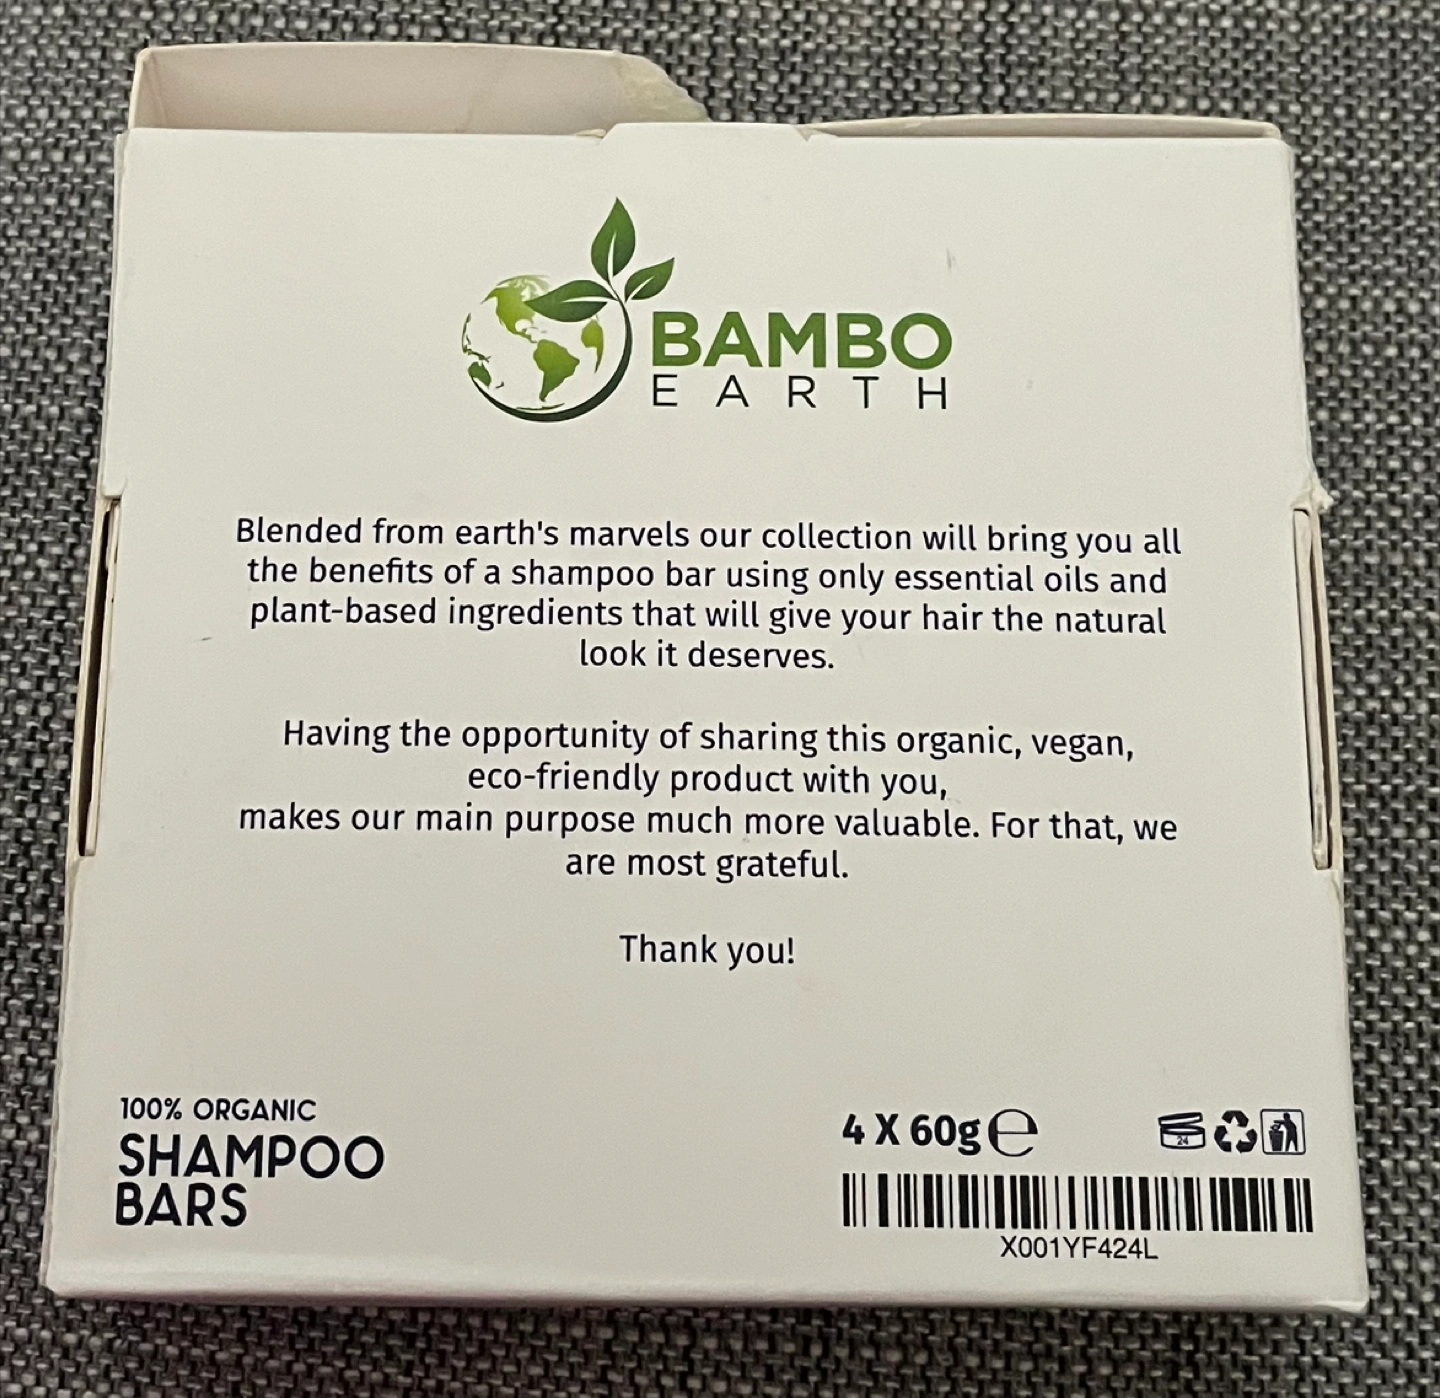 BAMBO
EARTH
Blended from earth's marvels our collection will bring you all
the benefits of a shampoo bar using only essential oils and
plant-based ingredients that will give your hair the natural
look it deserves.
Having the opportunity of sharing this organic, vegan,
eco-friendly product with you,
makes our main purpose much more valuable. For that, we
are most grateful.
Thank you!
100% ORGANIC
SHAMPOO
BARS
4 X 60g ℮
24
X001YF424L